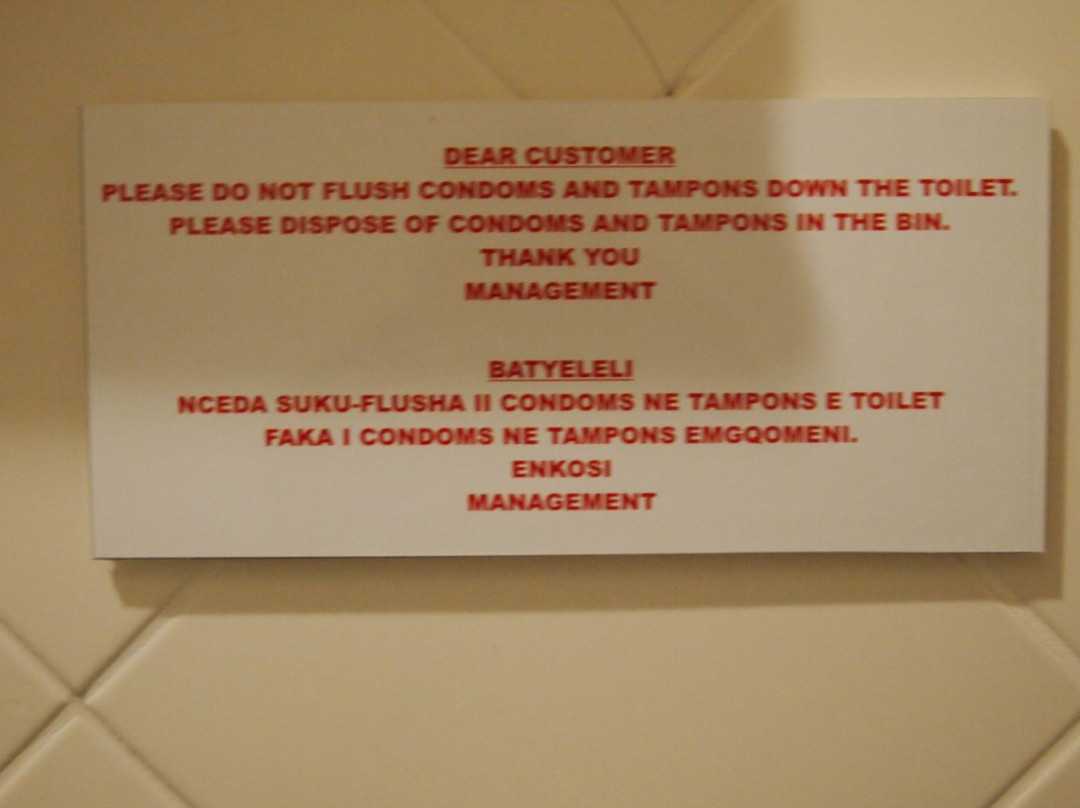 DEAR CUSTOMER
PLEASE DO NOT FLUSH CONDOMS AND TAMPONS DOWN THE TOILET.
PLEASE DISPOSE OF CONDOMS AND TAMPONS IN THE BIN.
THANK YOU
MANAGEMENT
BATYELELI
NCEDA SUKU-FLUSHA II CONDOMS NE TAMPONS E TOILET
FAKA I CONDOMS NE TAMPONS EMGQOMENI.
ENKOSI
MANAGEMENT